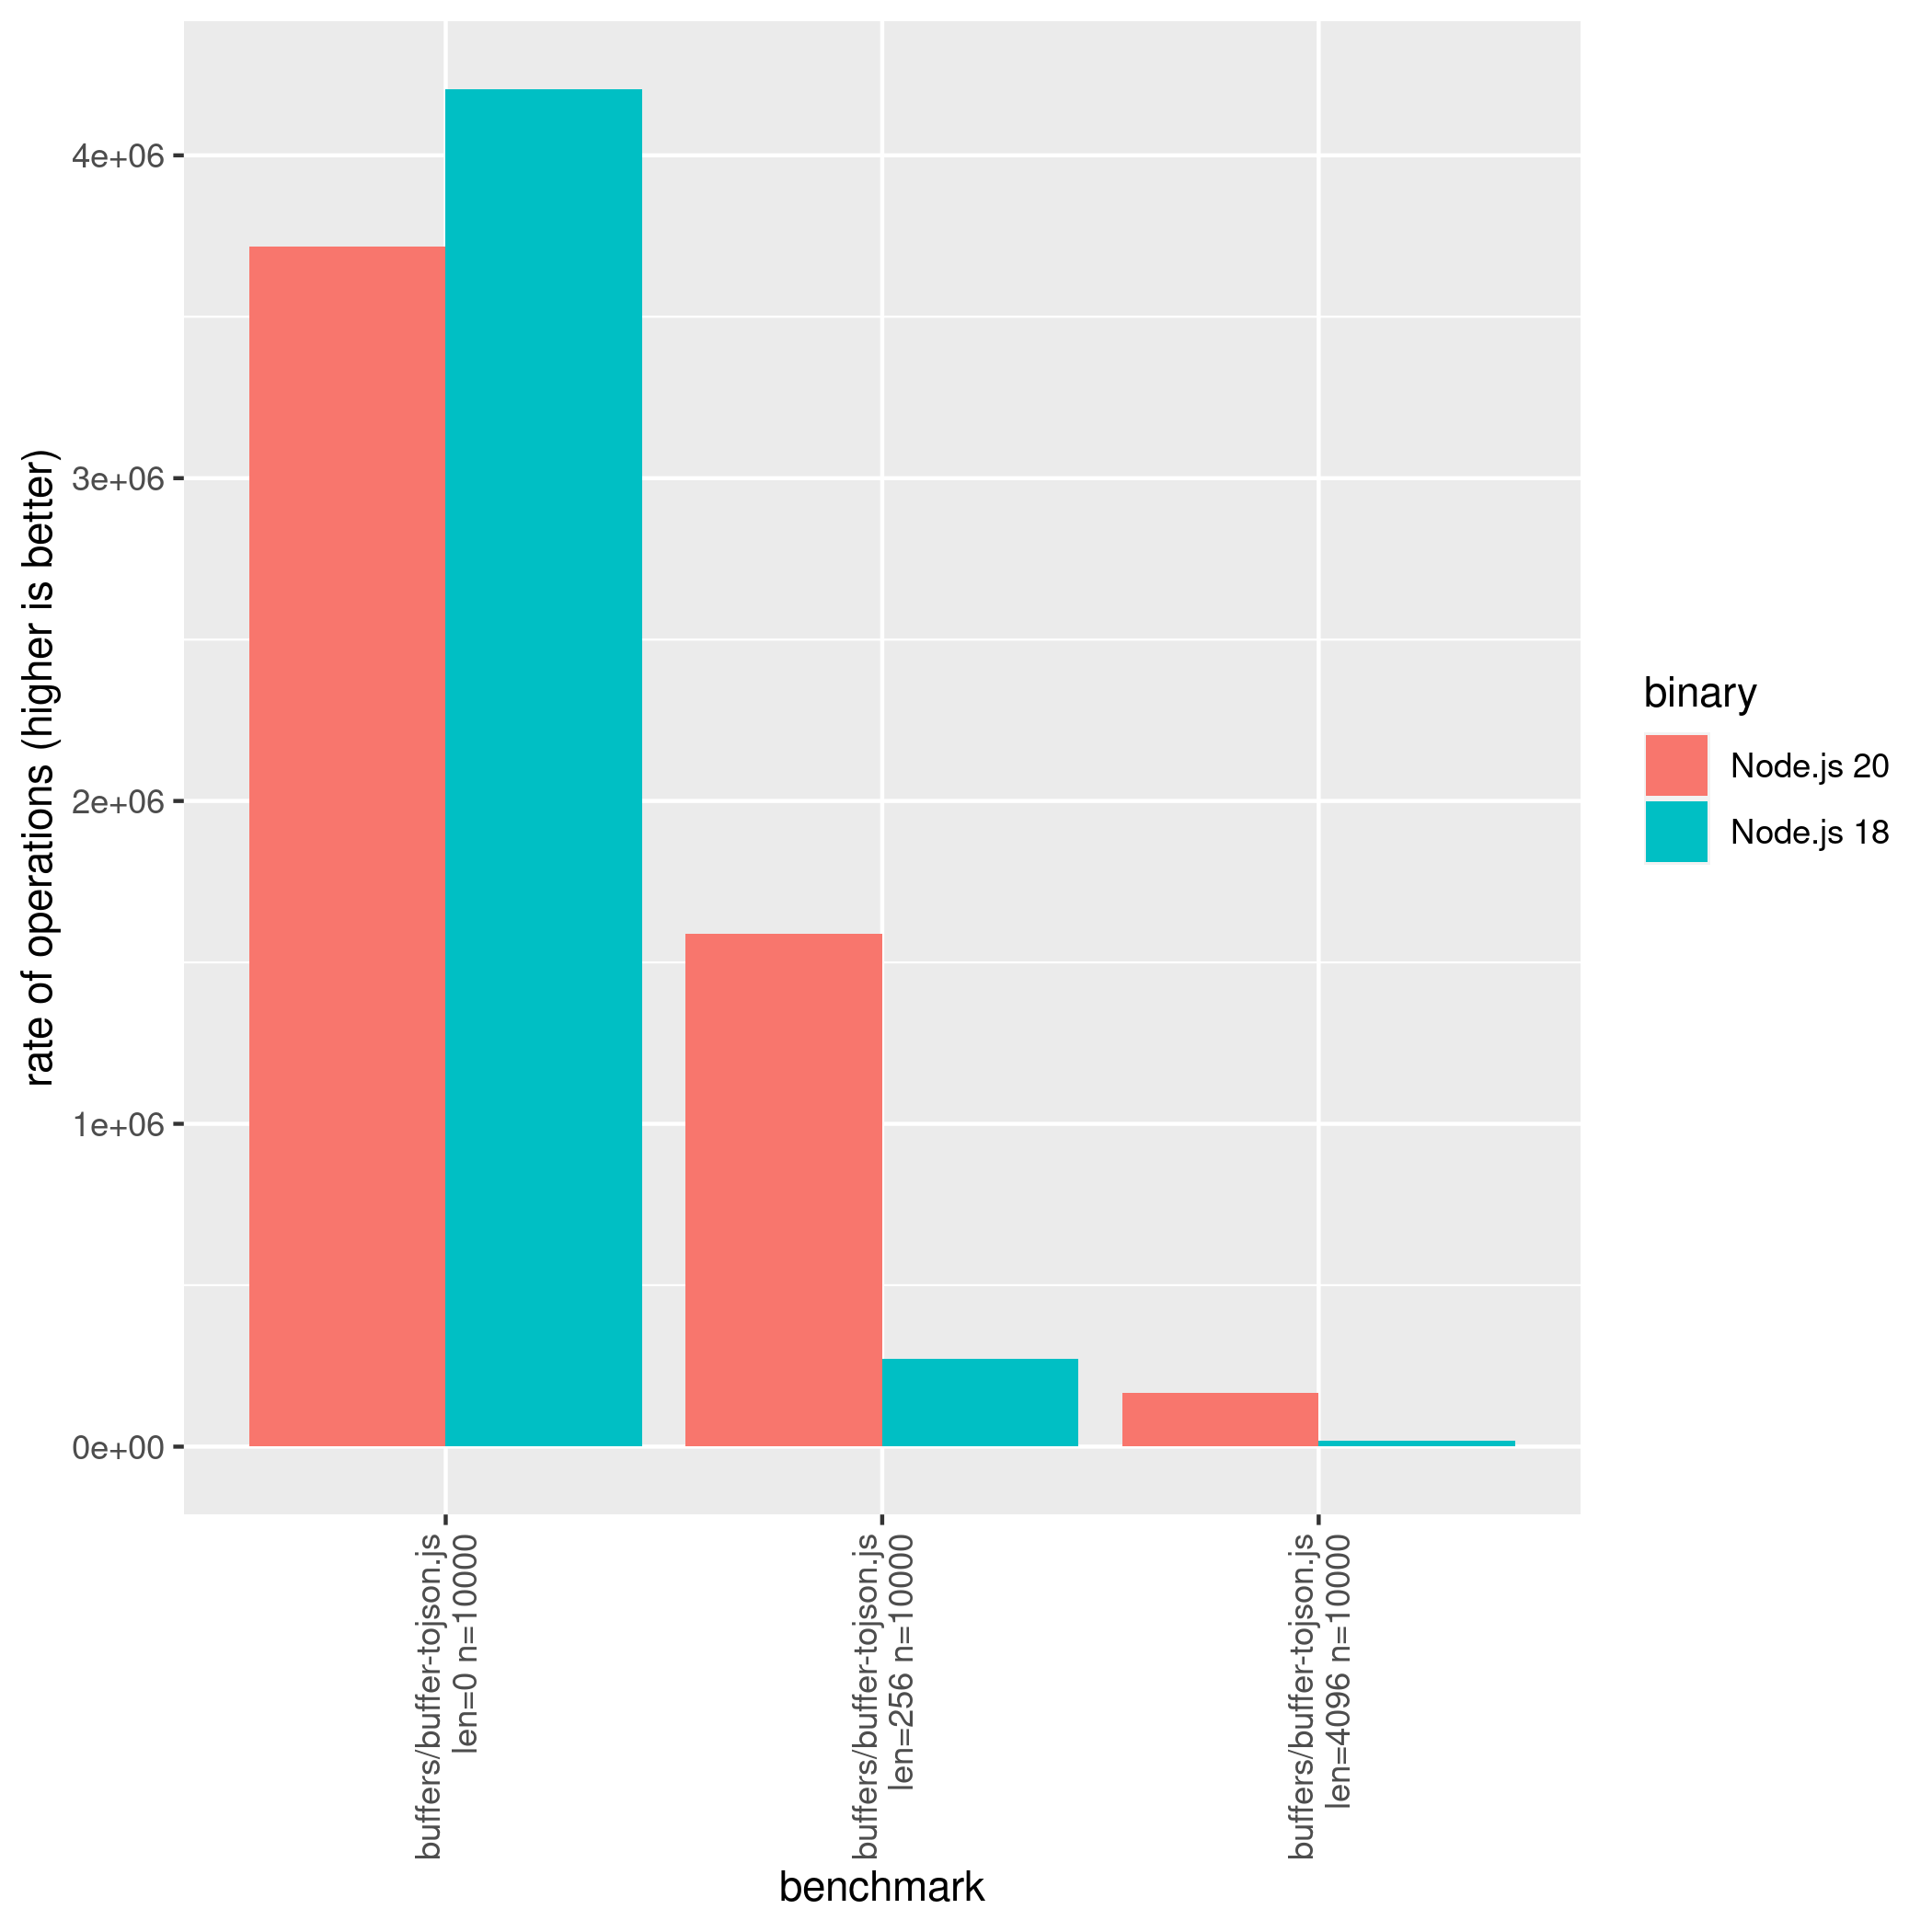 rate of operations (higher is better)
4e+06
3e+06
2e+06
1e+06
0e+00
buffers/buffer-tojson.js
len=0 n=10000
buffers/buffer-tojson.js
len=256 n=10000
buffers/buffer-tojson.js
len=4096 n=10000
benchmark
binary
Node.js 20
Node.js 18